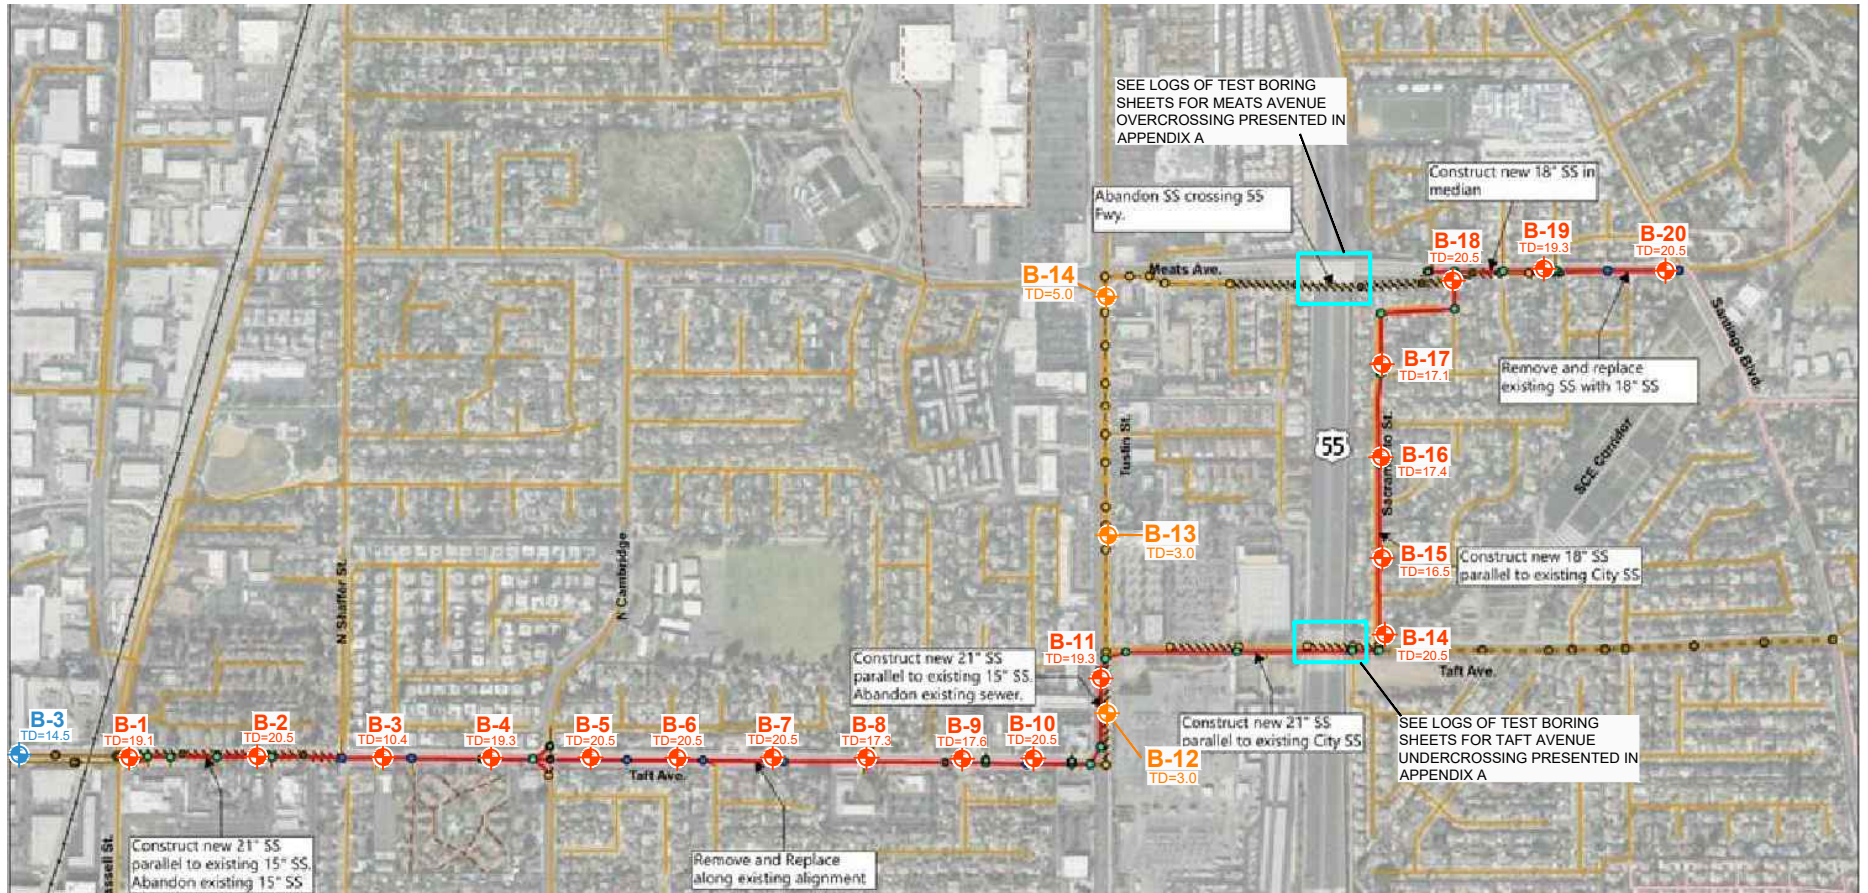 SEE LOGS OF TEST BORING
SHEETS FOR MEATS AVENUE
OVERCROSSING PRESENTED IN
APPENDIX A
Construct new 18" SS in
median
Abandon SS crossing 55
Fwy.
B-18
TD=20.5
B-19
TD=19.3
B-20
TD=20.5
Meats Ave.
B-14
TD=5.0
Santiago Blvd.
B-17
TD=17.1
Remove and replace
existing SS with 18" SS
Tustin St.
55
Sacramento St.
B-16
TD=17.4
SCE Corridor
B-13
TD=3.0
B-15
TD=16.5
Construct new 18" SS
parallel to existing City SS
N Shaffer St.
N Cambridge
B-11
TD=19.3
B-14
TD=20.5
Taft Ave.
Construct new 21" SS
parallel to existing 15" SS.
Abandon existing sewer.
B-3
TD=14.5
B-1
TD=19.1
B-2
TD=20.5
B-3
TD=10.4
B-4
TD=19.3
B-5
TD=20.5
B-6
TD=20.5
B-7
TD=20.5
B-8
TD=17.3
B-9
TD=17.6
B-10
TD=20.5
B-12
TD=3.0
Taft Ave.
Construct new 21" SS
parallel to existing City SS
SEE LOGS OF TEST BORING
SHEETS FOR TAFT AVENUE
UNDERCROSSING PRESENTED IN
APPENDIX A
assell St.
Construct new 21" SS
parallel to existing 15" SS.
Abandon existing 15" SS
Remove and Replace
along existing alignment